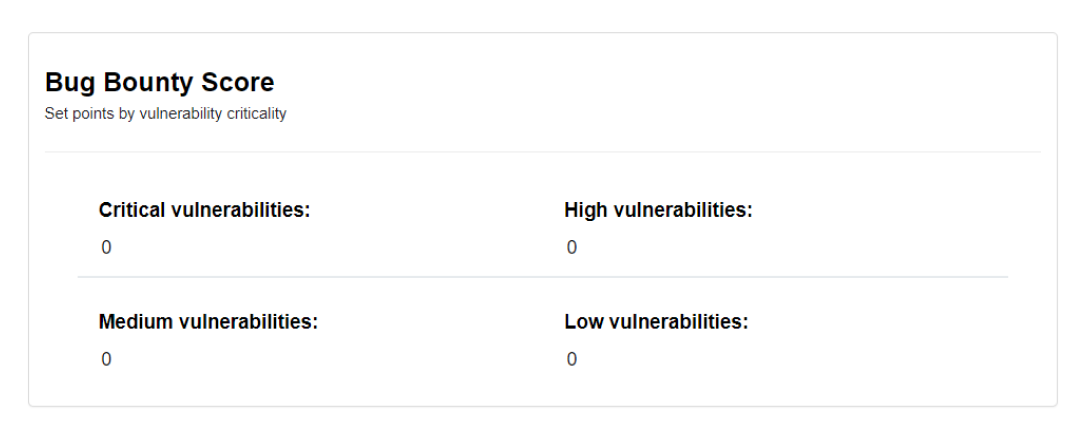 Bug Bounty Score
Set points by vulnerability criticality
Critical vulnerabilities:
High vulnerabilities:
0
0
Medium vulnerabilities:
Low vulnerabilities:
0
0